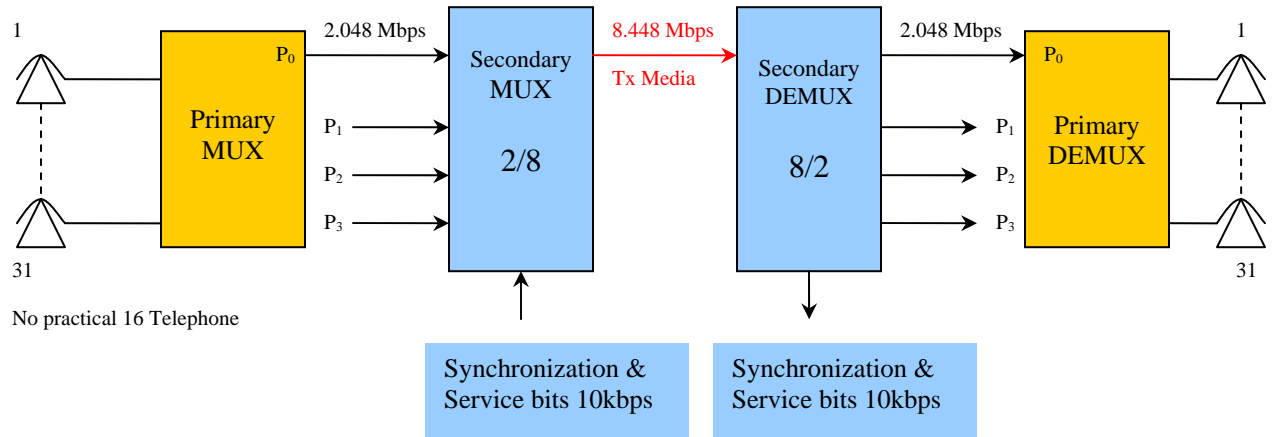 1
2.048 Mbps
8.448 Mbps
2.048 Mbps
1
P₀
Secondary
MUX
Tx Media
Secondary
DEMUX
P₀
Primary
MUX
P₁
P₁
Primary
DEMUX
2/8
8/2
P₂
P₂
P₃
P₃
31
31
No practical 16 Telephone
Synchronization &
Service bits 10kbps
Synchronization &
Service bits 10kbps